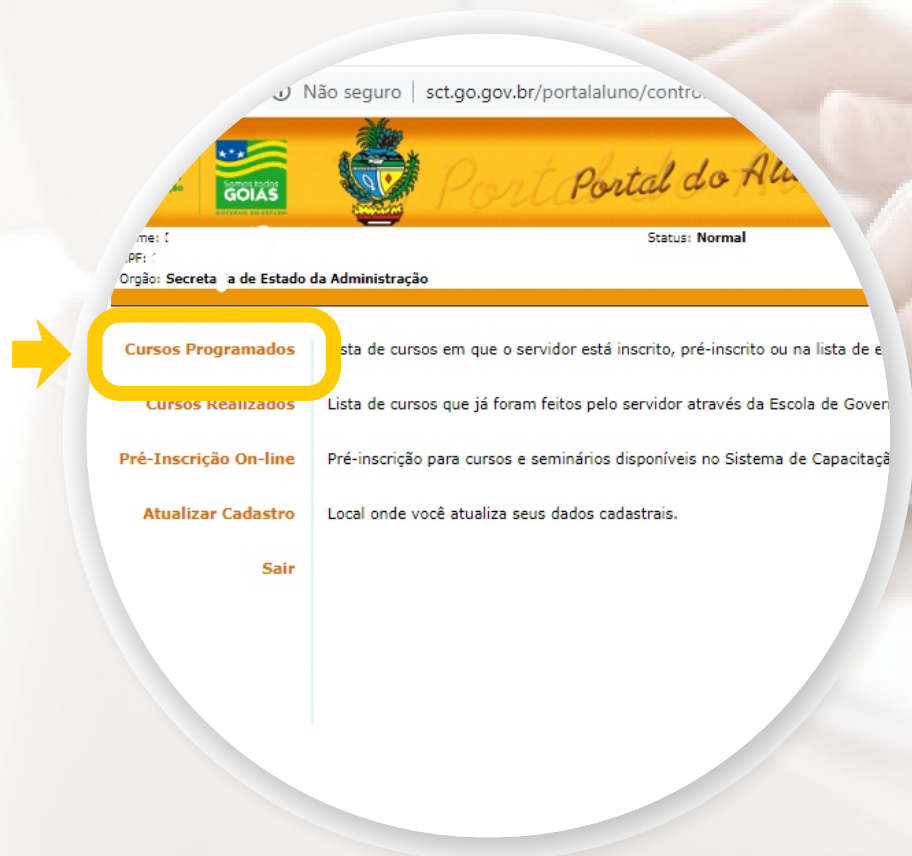 Não seguro | sct.go.gov.br/portalaluno/contro
Somos todos
GOIÁS
GOVERNO DO ESTADO
Portal do
Status: Normal
Orgão: Secreta a de Estado da Administração
Cursos Programados
sta de cursos em que o servidor está inscrito, pré-inscrito ou na lista de e
Cursos Realizados
Lista de cursos que já foram feitos pelo servidor através da Escola de Govern
Pré-Inscrição On-line
Pré-inscrição para cursos e seminários disponíveis no Sistema de Capacitaçã
Atualizar Cadastro
Local onde você atualiza seus dados cadastrais.
Sair